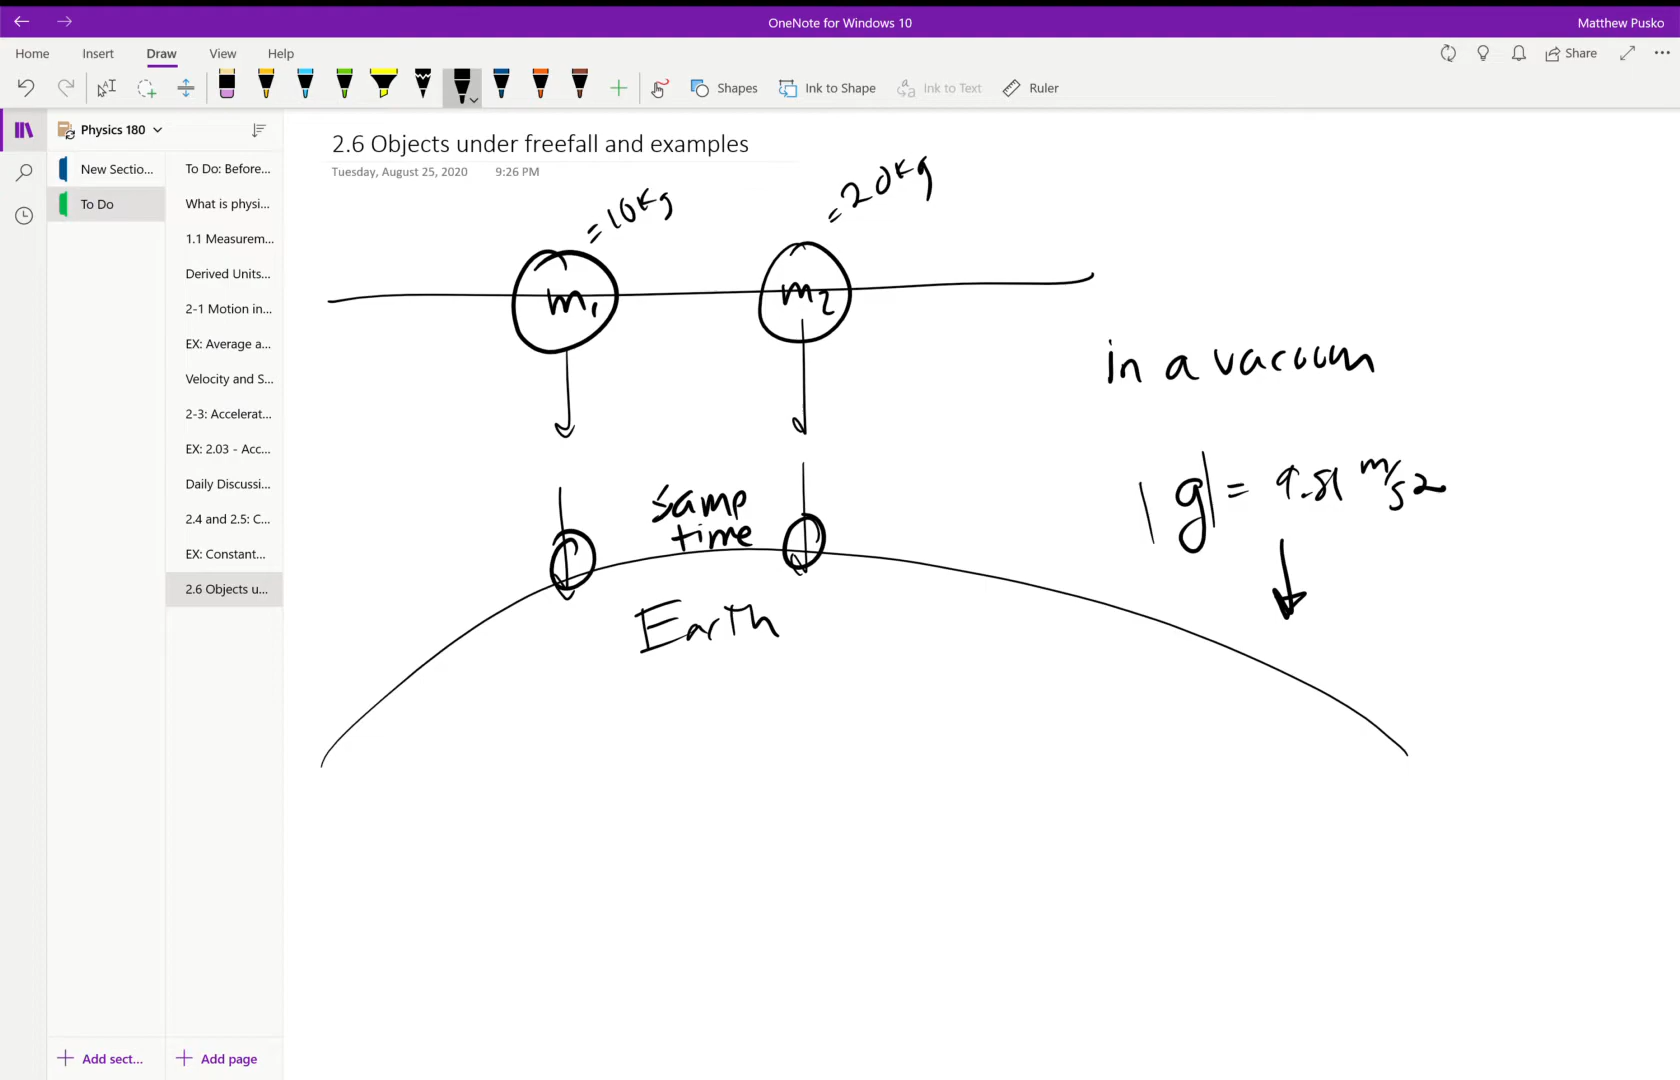 OneNote for Windows 10
Matthew Pusko
Home Insert Draw View Help
Share
Shapes Ink to Shape Ink to Text Ruler
Physics 180
New Sectio...
To Do
To Do: Before...
What is physi...
1.1 Measurem...
Derived Units...
2-1 Motion in...
EX: Average a...
Velocity and S...
2-3: Accelerat...
EX: 2.03 - Acc...
Daily Discussi...
2.4 and 2.5: C...
EX: Constant...
2.6 Objects u...
Add sect...
Add page
2.6 Objects under freefall and examples
Tuesday, August 25, 2020 9:26 PM
= 10kg
= 20kg
m1
m2
in a vacuum
|g| = 9.81 m/s2
same
time
Earth